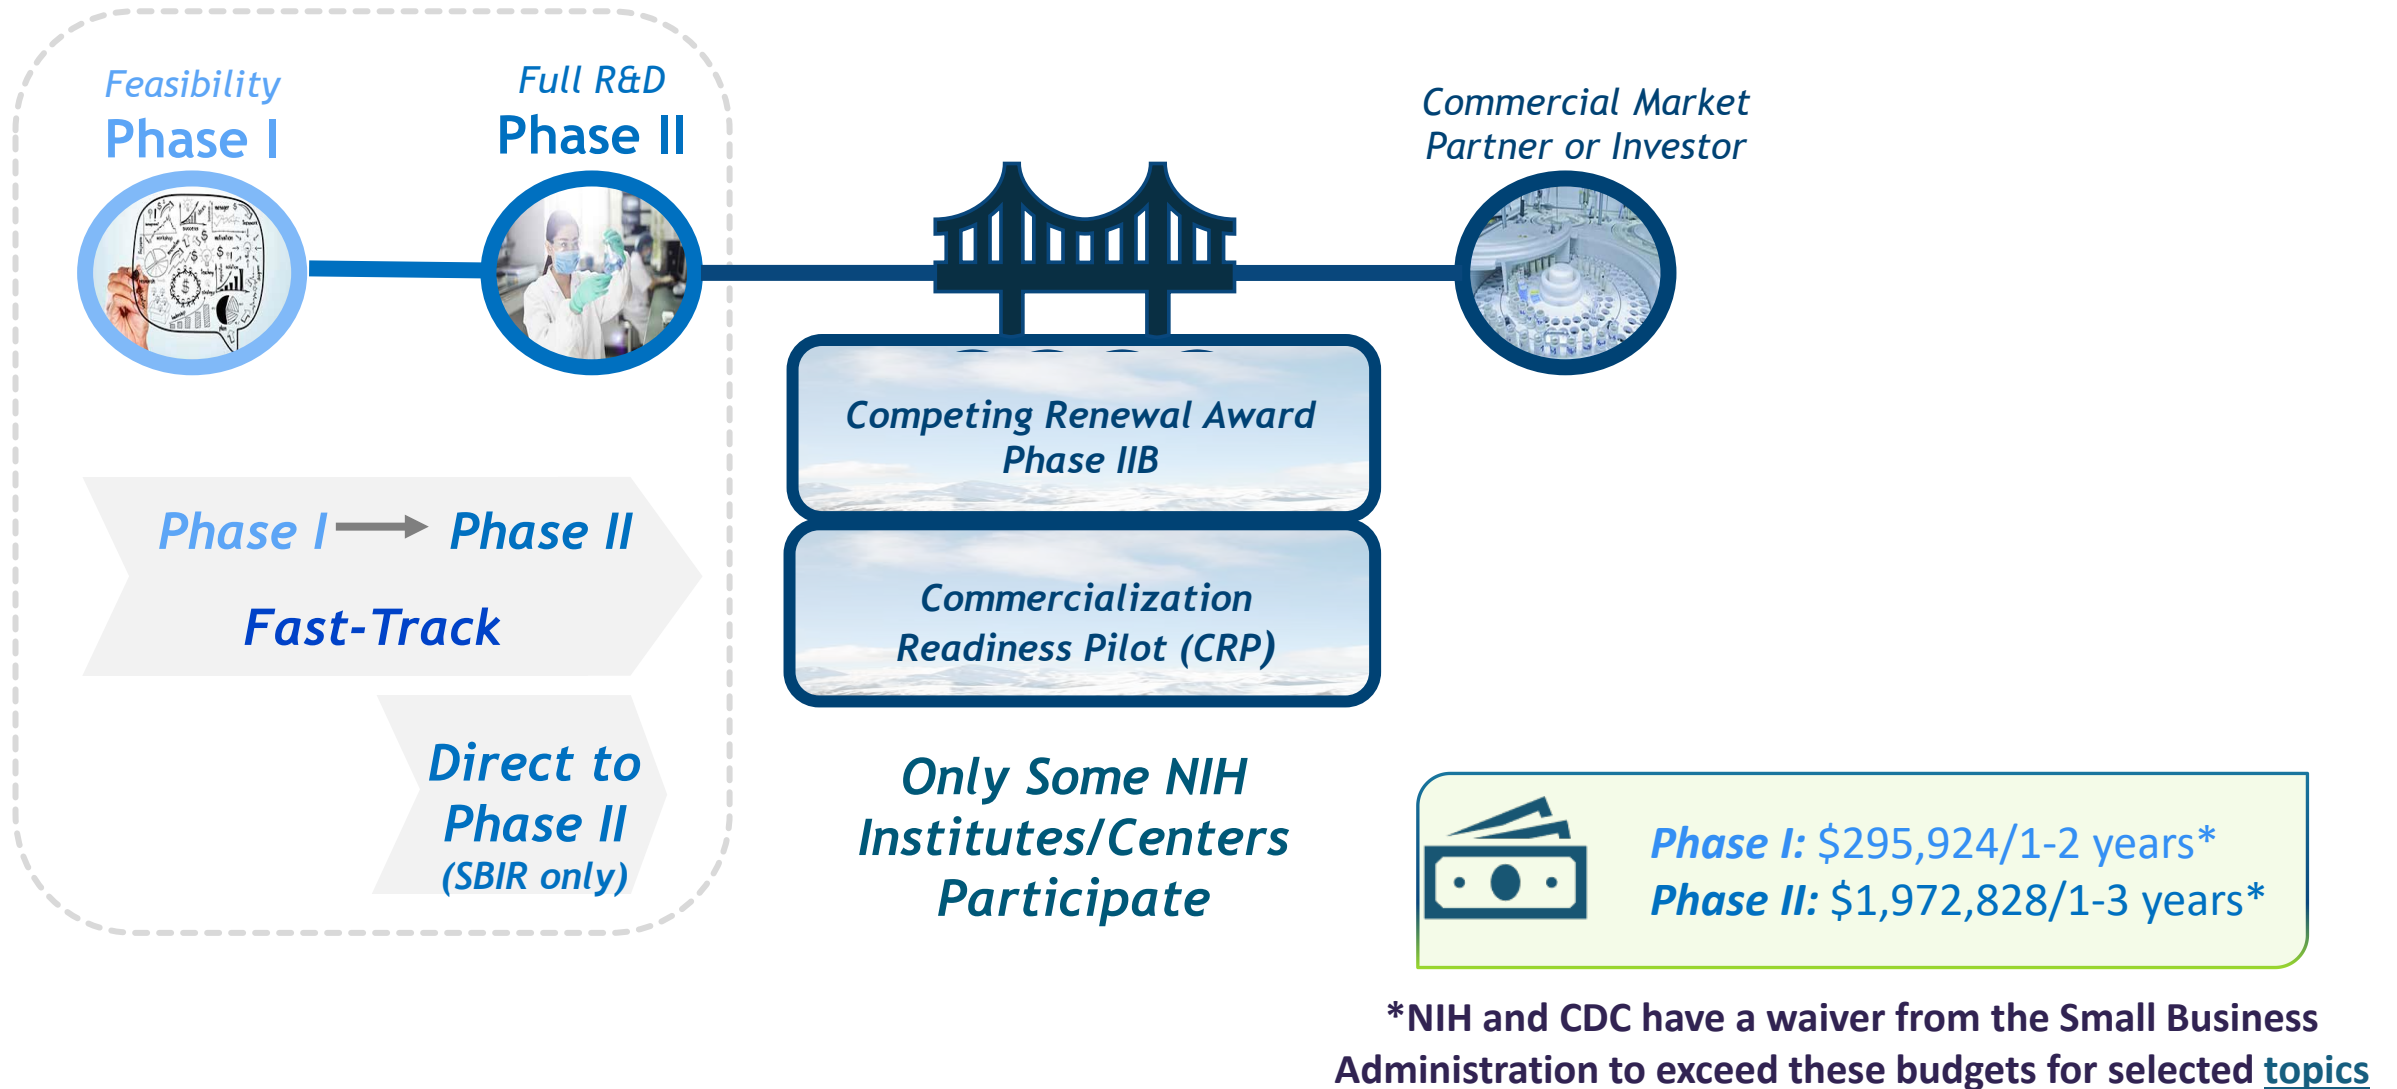 Feasibility
Phase I
Full R&D
Phase II
Commercial Market
Partner or Investor
Phase I
Phase II
Fast-Track
Direct to
Phase II
(SBIR only)
Competing Renewal Award
Phase IIB
Commercialization
Readiness Pilot (CRP)
Only Some NIH
Institutes/Centers
Participate
Phase I: $295,924/1-2 years*
Phase II: $1,972,828/1-3 years*
*NIH and CDC have a waiver from the Small Business
Administration to exceed these budgets for selected topics